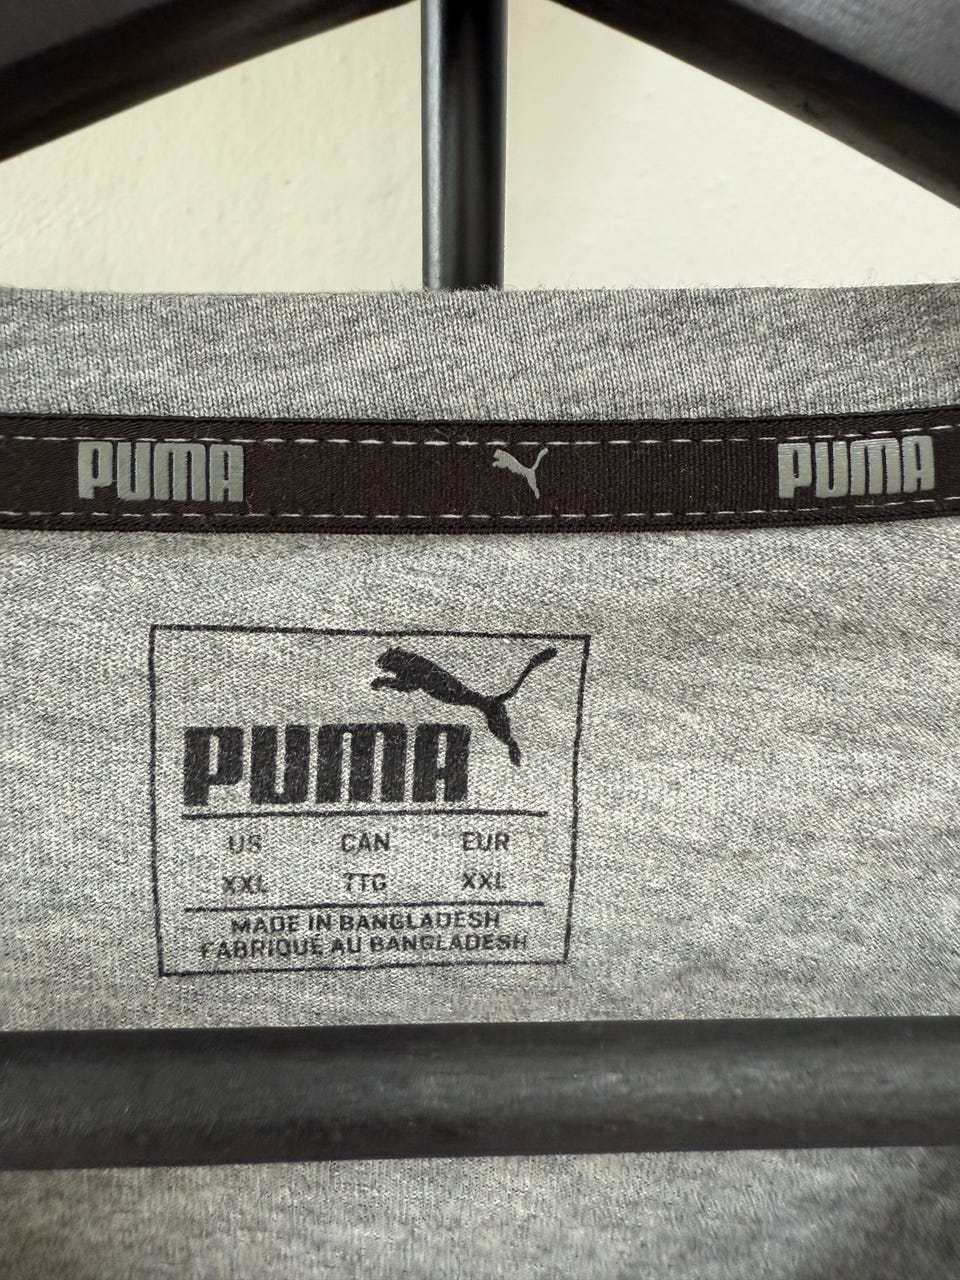 PUMA PUMA
PUMA
US CAN EUR
XXL TTG XXL
MADE IN BANGLADESH
FABRIQUE AU BANGLADESH